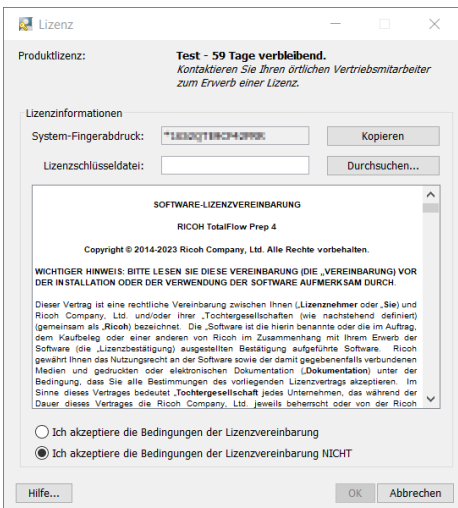 Lizenz
Produktlizenz:
Test - 59 Tage verbleibend.
Kontaktieren Sie Ihren örtlichen Vertriebsmitarbeiter
zum Erwerb einer Lizenz.
Lizenzinformationen
System-Fingerabdruck:
Kopieren
Lizenzschlüsseldatei:
Durchsuchen...
SOFTWARE-LIZENZVEREINBARUNG
RICOH TotalFlow Prep 4
Copyright © 2014-2023 Ricoh Company, Ltd. Alle Rechte vorbehalten.
WICHTIGER HINWEIS: BITTE LESEN SIE DIESE VEREINBARUNG (DIE „VEREINBARUNG) VOR
DER INSTALLATION ODER DER VERWENDUNG DER SOFTWARE AUFMERKSAM DURCH.
Dieser Vertrag ist eine rechtliche Vereinbarung zwischen Ihnen („Lizenznehmer oder „Sie) und
Ricoh Company, Ltd. und/oder ihrer „Tochtergesellschaften (wie nachstehend definiert)
(gemeinsam als „Ricoh) bezeichnet. Die „Software ist die hierin benannte oder die im Auftrag,
dem Kaufbeleg oder einer anderen von Ricoh im Zusammenhang mit Ihrem Erwerb der
Software (die „Lizenzbestätigung) ausgestellten Bestätigung aufgeführte Software. Ricoh
gewährt Ihnen das Nutzungsrecht an der Software sowie der damit gegebenenfalls verbundenen
Medien und gedruckten oder elektronischen Dokumentation („Dokumentation) unter der
Bedingung, dass Sie alle Bestimmungen des vorliegenden Lizenzvertrags akzeptieren. Im
Sinne dieses Vertrages bedeutet „Tochtergesellschaft jedes Unternehmen, das während der
Dauer dieses Vertrages die Ricoh Company, Ltd. jeweils beherrscht oder von der Ricoh
Ich akzeptiere die Bedingungen der Lizenzvereinbarung
Ich akzeptiere die Bedingungen der Lizenzvereinbarung NICHT
Hilfe...
OK
Abbrechen